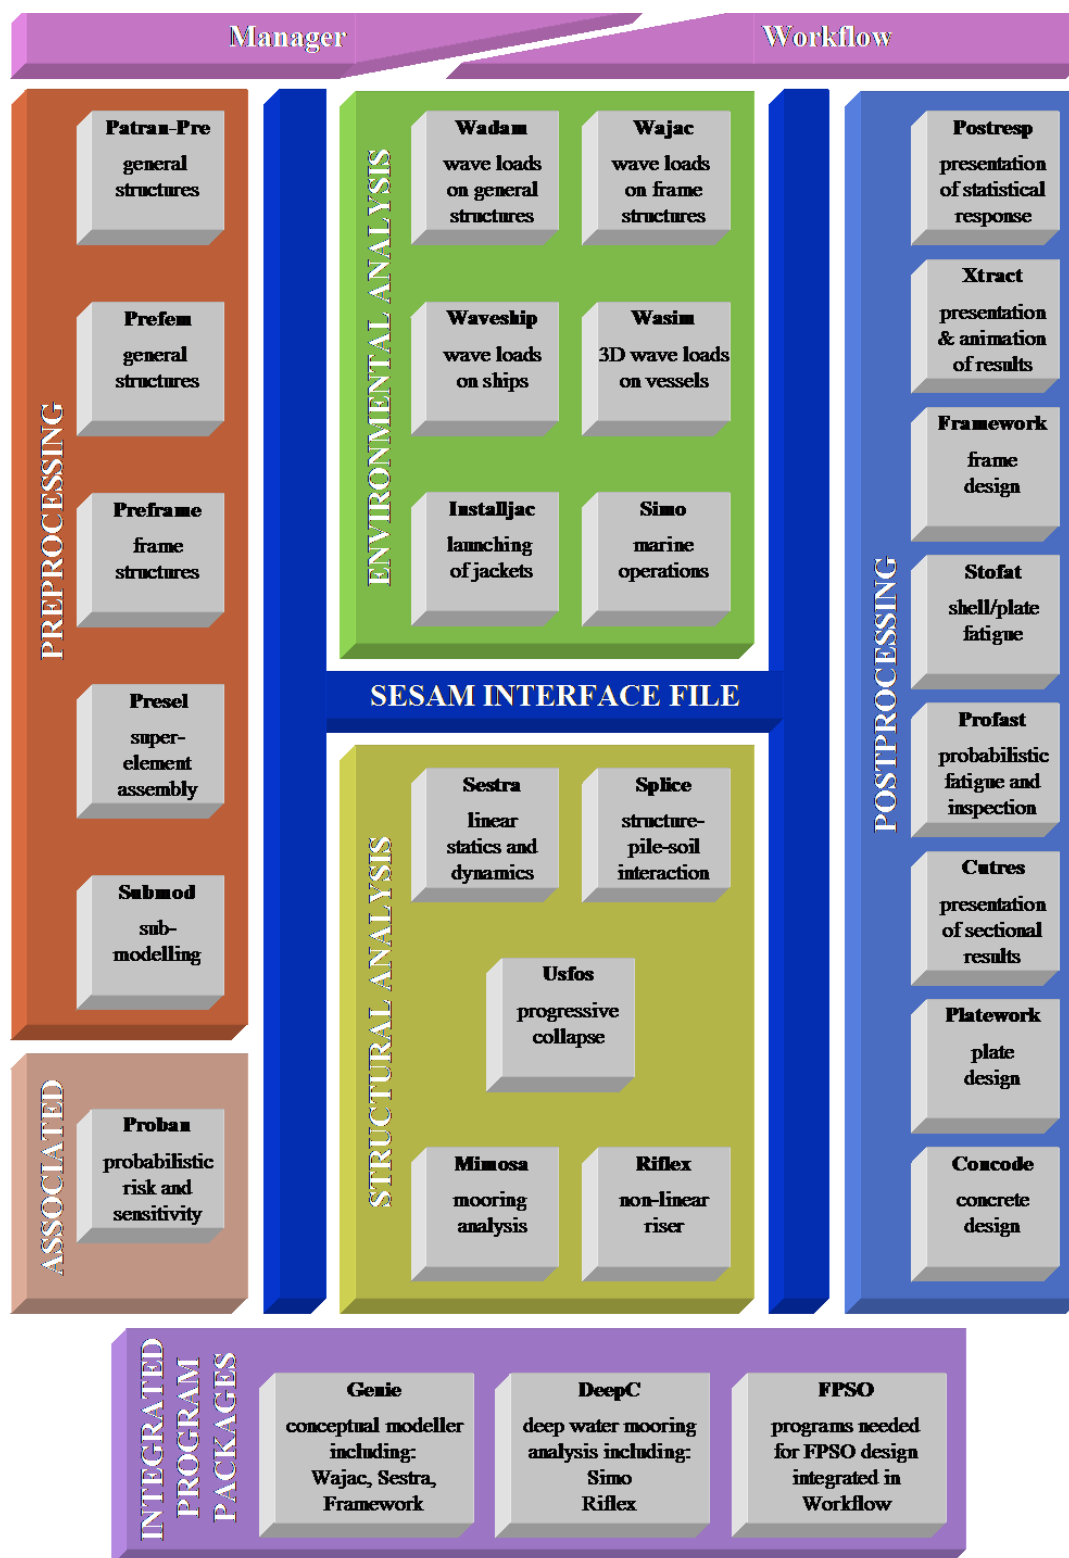 Manager
Workflow
PREPROCESSING
Patran-Pre
general
structures
Prefem
general
structures
Preframe
frame
structures
Presel
super-
element
assembly
Submod
sub-
modelling
ASSOCIATED
Proban
probabilistic
risk and
sensitivity
ENVIRONMENTAL ANALYSIS
Wadam
wave loads
on general
structures
Wajac
wave loads
on frame
structures
Waveship
wave loads
on ships
Wasim
3D wave loads
on vessels
Installjac
launching
of jackets
Simo
marine
operations
SESAM INTERFACE FILE
STRUCTURAL ANALYSIS
Sestra
linear
statics and
dynamics
Splice
structure-
pile-soil
interaction
Usfos
progressive
collapse
Mimosa
mooring
analysis
Riflex
non-linear
riser
POSTPROCESSING
Postresp
presentation
of statistical
response
Xtract
presentation
& animation
of results
Framework
frame
design
Stofat
shell/plate
fatigue
Profast
probabilistic
fatigue and
inspection
Cutres
presentation
of sectional
results
Platework
plate
design
Concode
concrete
design
INTEGRATED
PROGRAM
PACKAGES
Genie
conceptual modeller
including:
Wajac, Sestra,
Framework
DeepC
deep water mooring
analysis including:
Simo
Riflex
FPSO
programs needed
for FPSO design
integrated in
Workflow